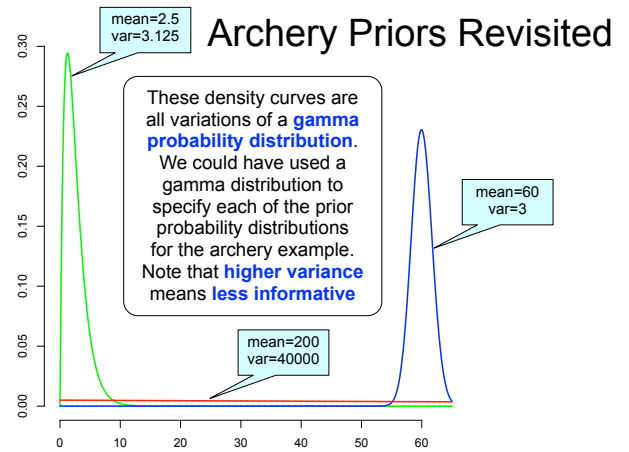 Archery Priors Revisited
mean=2.5
var=3.125
These density curves are
all variations of a gamma
probability distribution.
We could have used a
gamma distribution to
specify each of the prior
probability distributions
for the archery example.
Note that higher variance
means less informative
mean=60
var=3
mean=200
var=40000
0.30
0.25
0.20
0.15
0.10
0.05
0.00
0 10 20 30 40 50 60